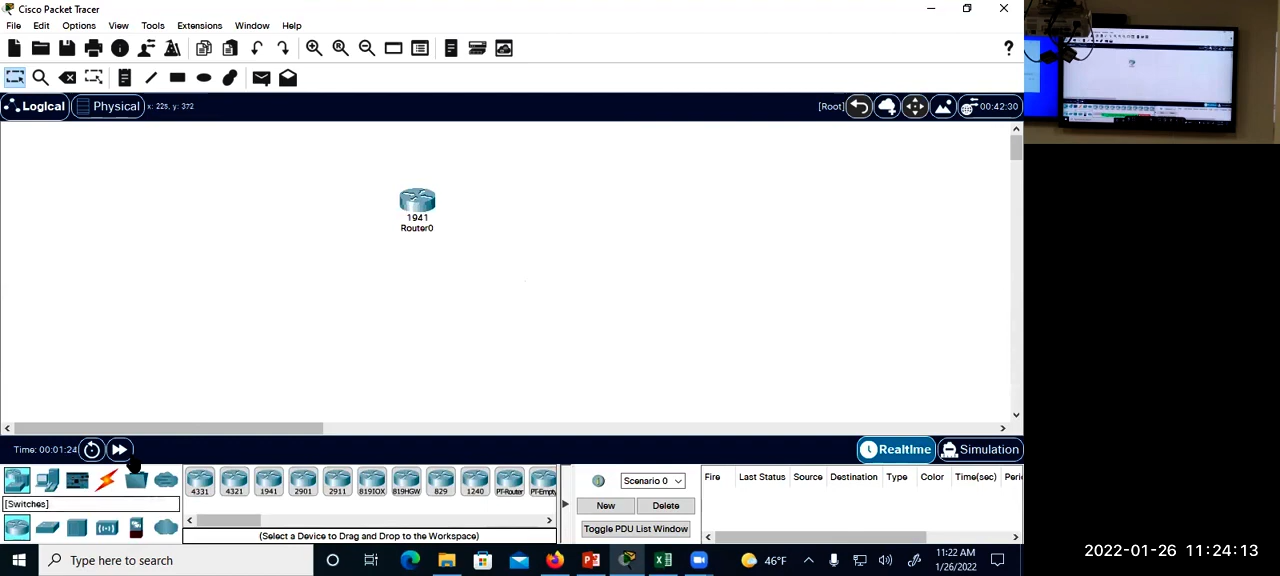 Cisco Packet Tracer
File Edit Options View Tools Extensions Window Help
Logical Physical x: 225, y: 372 [Root] 00:42:30
1941
Router0
Time: 00:01:24 Realtime Simulation
4331 4321 1941 2901 2911 819IOX 819HGW 829 1240 PT-Router PT-Empty
[Switches]
(Select a Device to Drag and Drop to the Workspace)
Scenario 0
New Delete
Toggle PDU List Window
Fire Last Status Source Destination Type Color Time(sec) Peri
Type here to search
46°F
11:22 AM
1/26/2022
2022-01-26 11:24:13